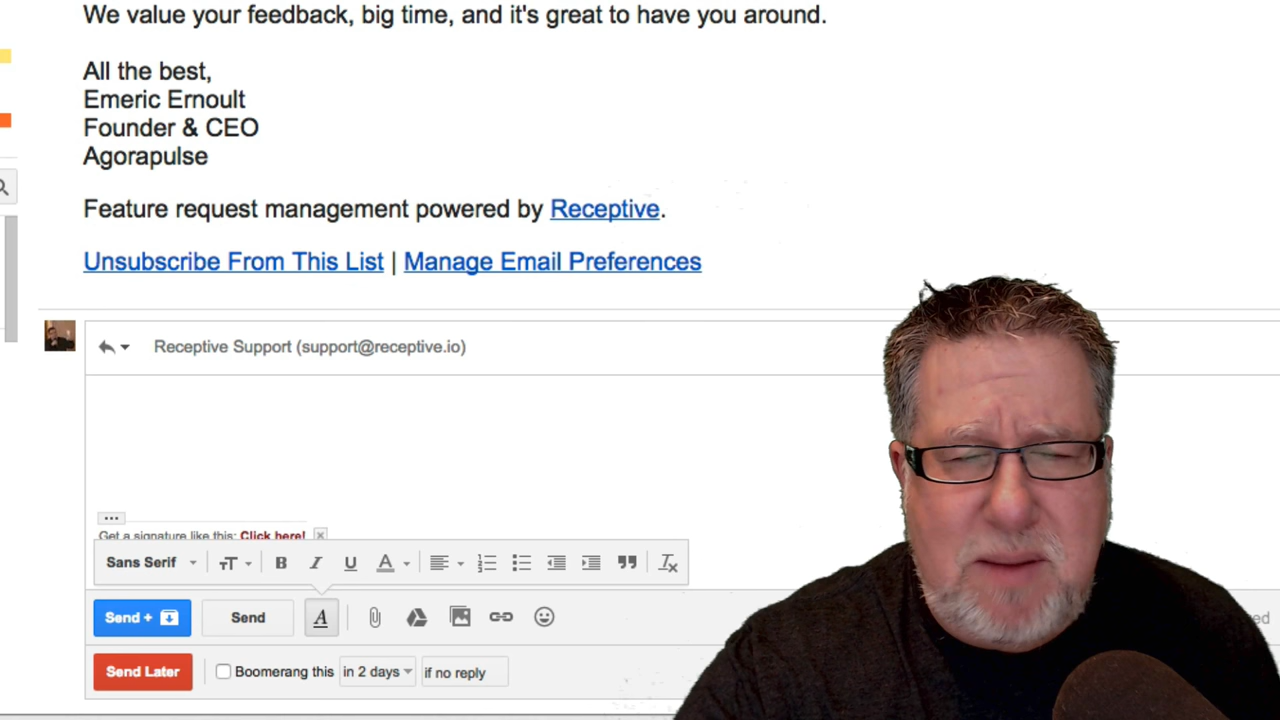 We value your feedback, big time, and it's great to have you around.
All the best,
Emeric Ernoult
Founder & CEO
Agorapulse
Feature request management powered by Receptive.
Unsubscribe From This List | Manage Email Preferences
Receptive Support (support@receptive.io)
Get a signature like this: Click here!
Sans Serif
Send +
Send
Send Later
Boomerang this in 2 days if no reply